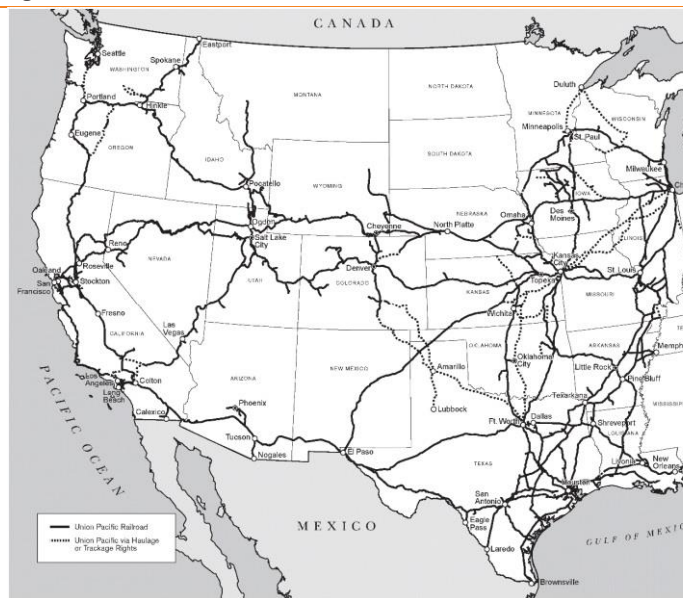 CANADA
Seattle
Eastport
Spokane
WASHINGTON
Portland
Hinkle
MONTANA
NORTH DAKOTA
Duluth
MINNESOTA
WISCONSIN
Minneapolis
St. Paul
Eugene
OREGON
IDAHO
SOUTH DAKOTA
Milwaukee
Pocatello
WYOMING
IOWA
Des
Moines
Ogden
Salt Lake
City
Cheyenne
North Platte
NEBRASKA
Omaha
Reno
NEVADA
Roseville
Oakland
San
Francisco
Stockton
UTAH
Denver
COLORADO
KANSAS
Topeka
Kansas
City
ILLINOIS
St. Louis
MISSOURI
Fresno
CALIFORNIA
Las
Vegas
Wichita
OKLAHOMA
Oklahoma
City
ARKANSAS
Memph
Little Rock
Pine Bluff
Los
Angeles
Long
Beach
Colton
Calexico
ARIZONA
Phoenix
NEW MEXICO
Amarillo
Lubbock
Texarkana
MISSISSIPP
Tucson
Nogales
El Paso
Ft. Worth
Dallas
Shreveport
LOUISIANA
TEXAS
Livonia
New
Orleans
Houston
San
Antonio
Eagle
Pass
Laredo
Brownsville
PACIFIC OCEAN
MEXICO
GULF OF MEXIC
Union Pacific Railroad
Union Pacific via Haulage
or Trackage Rights